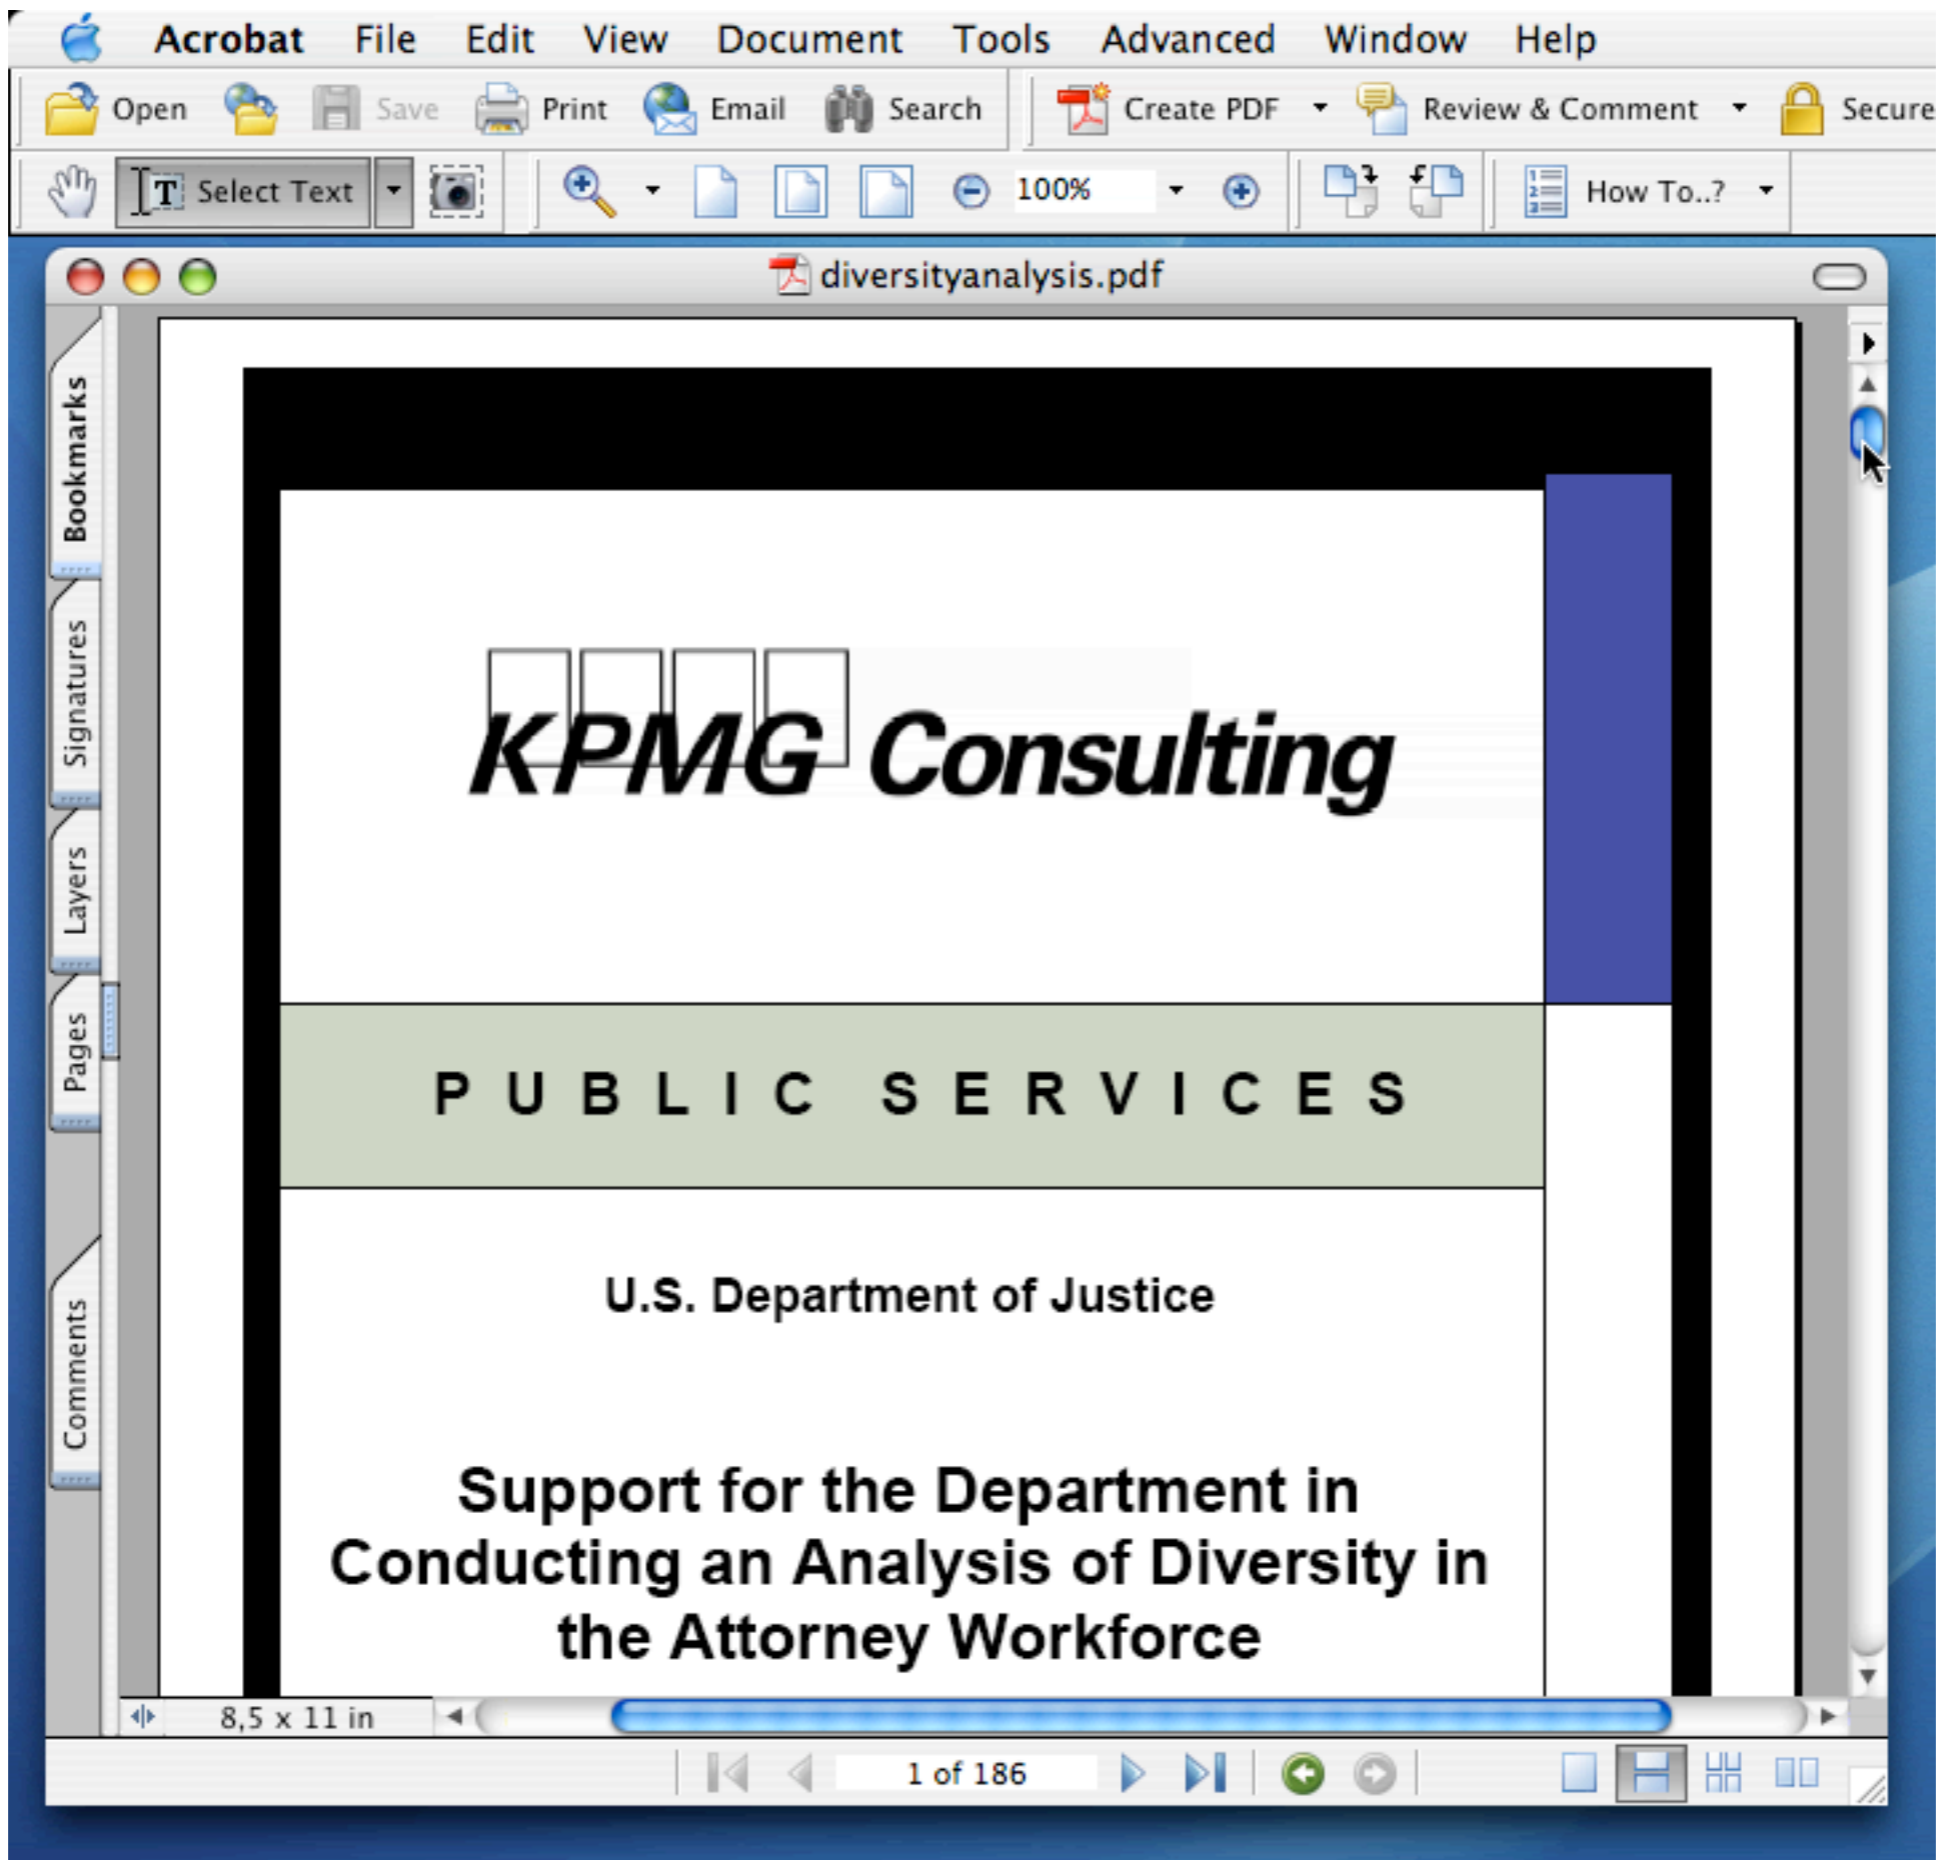 Acrobat File Edit View Document Tools Advanced Window Help
Open Save Print Email Search Create PDF Review & Comment Secure
T Select Text 100% How To..?
diversityanalysis.pdf
Bookmarks
Signatures
Layers
Pages
Comments
KPMG Consulting
PUBLIC SERVICES
U.S. Department of Justice
Support for the Department in
Conducting an Analysis of Diversity in
the Attorney Workforce
8,5 x 11 in
1 of 186